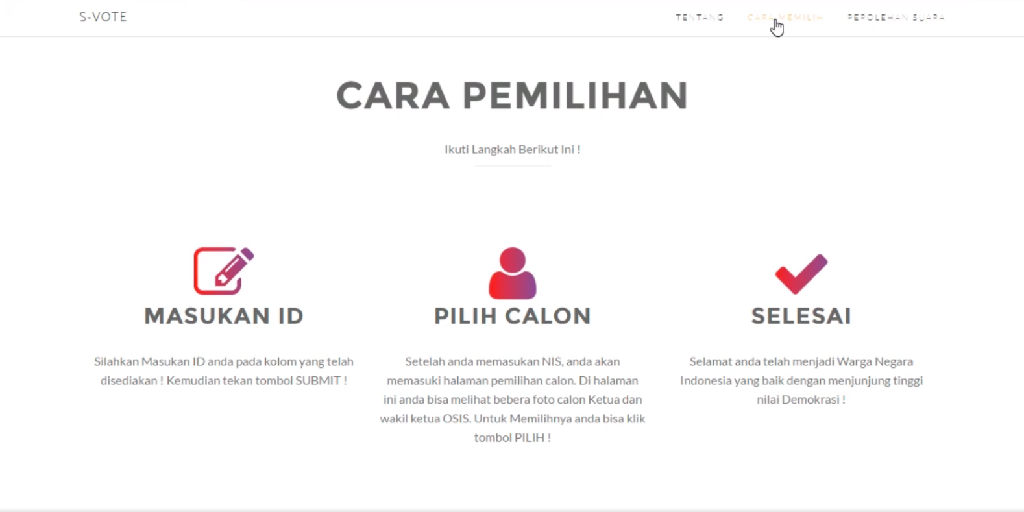 S-VOTE
TENTANG
CARA MEMILIH
PEROLEHAN SUARA
CARA PEMILIHAN
Ikuti Langkah Berikut Ini !
MASUKAN ID
Silahkan Masukan ID anda pada kolom yang telah
disediakan ! Kemudian tekan tombol SUBMIT !
PILIH CALON
Setelah anda memasukan NIS, anda akan
memasuki halaman pemilihan calon. Di halaman
ini anda bisa melihat bebera foto calon Ketua dan
wakil ketua OSIS. Untuk Memilihnya anda bisa klik
tombol PILIH !
SELESAI
Selamat anda telah menjadi Warga Negara
Indonesia yang baik dengan menjunjung tinggi
nilai Demokrasi !